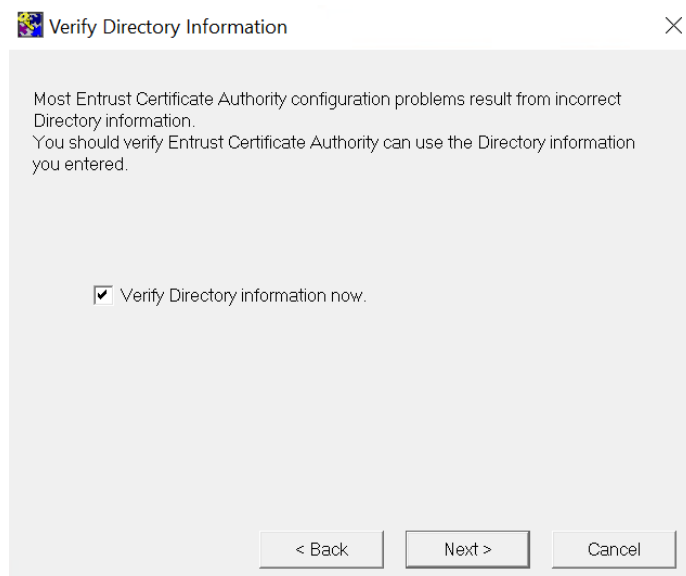 Verify Directory Information
Most Entrust Certificate Authority configuration problems result from incorrect
Directory information.
You should verify Entrust Certificate Authority can use the Directory information
you entered.
Verify Directory information now.
< Back
Next >
Cancel